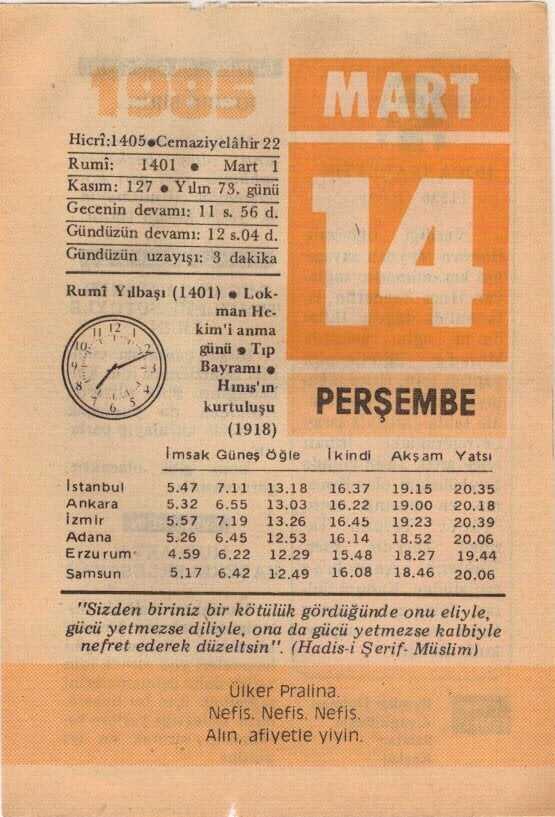 1985
MART
14
PERŞEMBE
Hicrî:1405●Cemaziyelâhir 22
Rumî: 1401 ● Mart 1
Kasım: 127 ● Yılın 73. günü
Gecenin devamı: 11 s. 56 d.
Gündüzün devamı: 12 s.04 d.
Gündüzün uzayışı: 3 dakika
Rumî Yılbaşı (1401) ● Lok-
man He-
kim'i anma
günü ● Tıp
Bayramı ●
Hınıs'ın
kurtuluşu
(1918)
İmsak Güneş Öğle İkindi Akşam Yatsı
İstanbul 5.47 7.11 13.18 16.37 19.15 20.35
Ankara 5.32 6.55 13.03 16.22 19.00 20.18
İzmir 5.57 7.19 13.26 16.45 19.23 20.39
Adana 5.26 6.45 12.53 16.14 18.52 20.06
Erzurum 4.59 6.22 12.29 15.48 18.27 19.44
Samsun 5,17 6.42 12.49 16.08 18.46 20.06
"Sizden biriniz bir kötülük gördüğünde onu eliyle,
gücü yetmezse diliyle, ona da gücü yetmezse kalbiyle
nefret ederek düzeltsin". (Hadis-i Şerif- Müslim)
Ülker Pralina.
Nefis. Nefis. Nefis.
Alın, afiyetle yiyin.